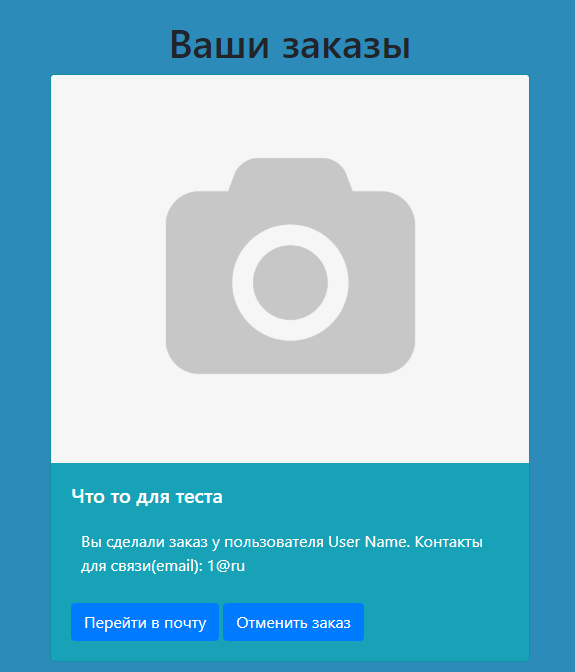 Ваши заказы
Что то для теста
Вы сделали заказ у пользователя User Name. Контакты
для связи(email): 1@ru
Перейти в почту Отменить заказ